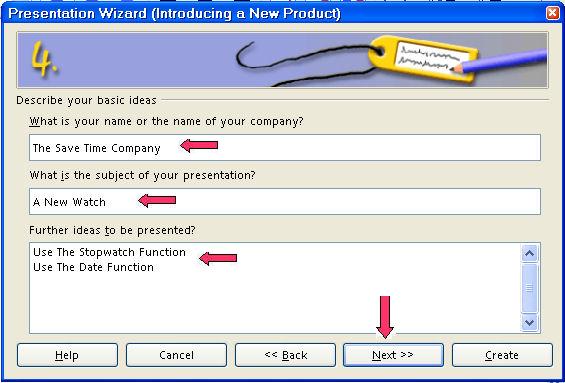 Presentation Wizard (Introducing a New Product)
4.
Describe your basic ideas
What is your name or the name of your company?
The Save Time Company
What is the subject of your presentation?
A New Watch
Further ideas to be presented?
Use The Stopwatch Function
Use The Date Function
Help Cancel << Back Next >> Create